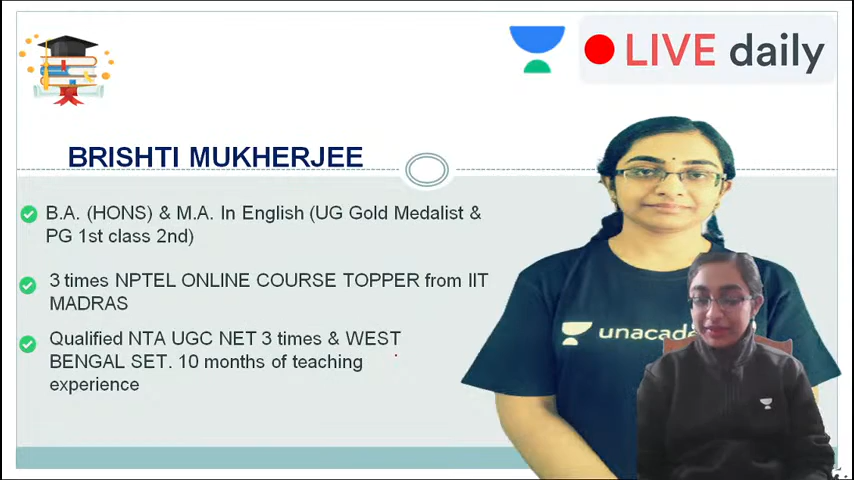 LIVE daily
BRISHTI MUKHERJEE
B.A. (HONS) & M.A. In English (UG Gold Medalist &
PG 1st class 2nd)
3 times NPTEL ONLINE COURSE TOPPER from IIT
MADRAS
Qualified NTA UGC NET 3 times & WEST
BENGAL SET. 10 months of teaching
experience
unacada